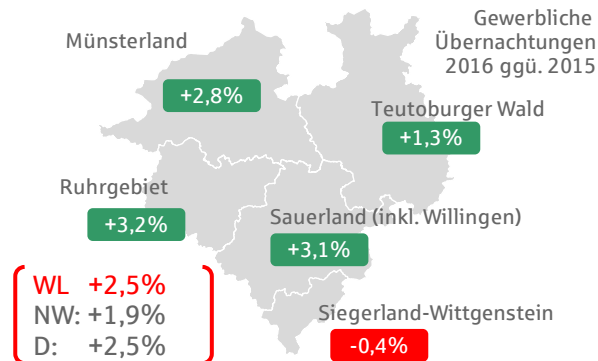 Gewerbliche
Übernachtungen
2016 ggü. 2015
Münsterland
+2,8%
Teutoburger Wald
+1,3%
Ruhrgebiet
+3,2%
Sauerland (inkl. Willingen)
+3,1%
WL +2,5%
NW: +1,9%
D: +2,5%
Siegerland-Wittgenstein
-0,4%